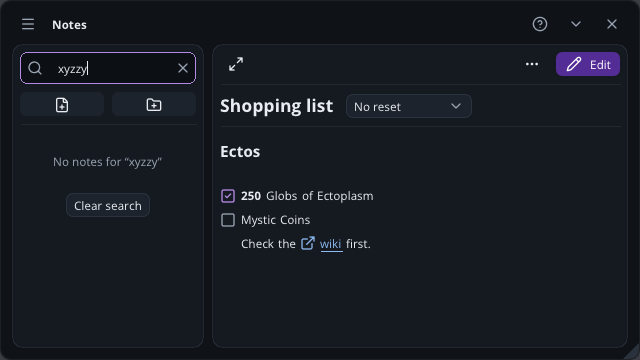 Notes
xyzzy
No notes for “xyzzy”
Clear search
Edit
Shopping list
No reset
Ectos
250 Globs of Ectoplasm
Mystic Coins
Check the wiki first.